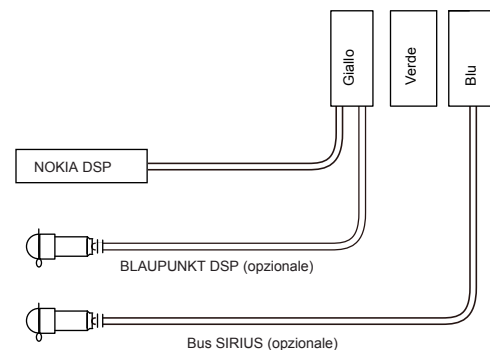 Giallo
Verde
Blu
NOKIA DSP
BLAUPUNKT DSP (opzionale)
Bus SIRIUS (opzionale)